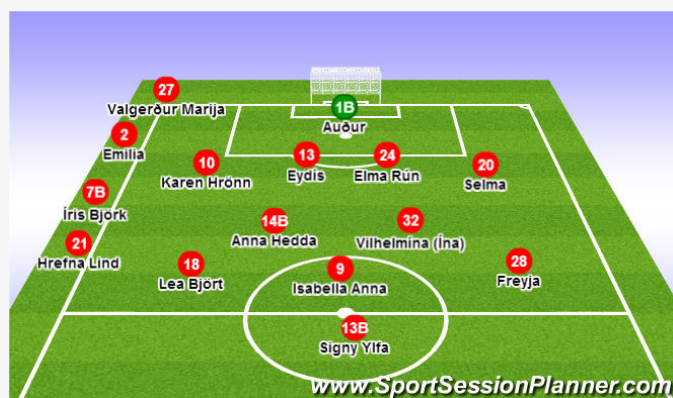 27
Valgerður Marija
1B
Auður
2
Emilía
10
Karen Hrönn
13
Eydís
24
Elma Rún
20
Selma
7B
Íris Björk
14B
Anna Hedda
32
Vilhelmína (Ína)
21
Hrefna Lind
18
Lea Björt
9
Isabella Anna
28
Freyja
13B
Signy Ylfa
www.SportSessionPlanner.com